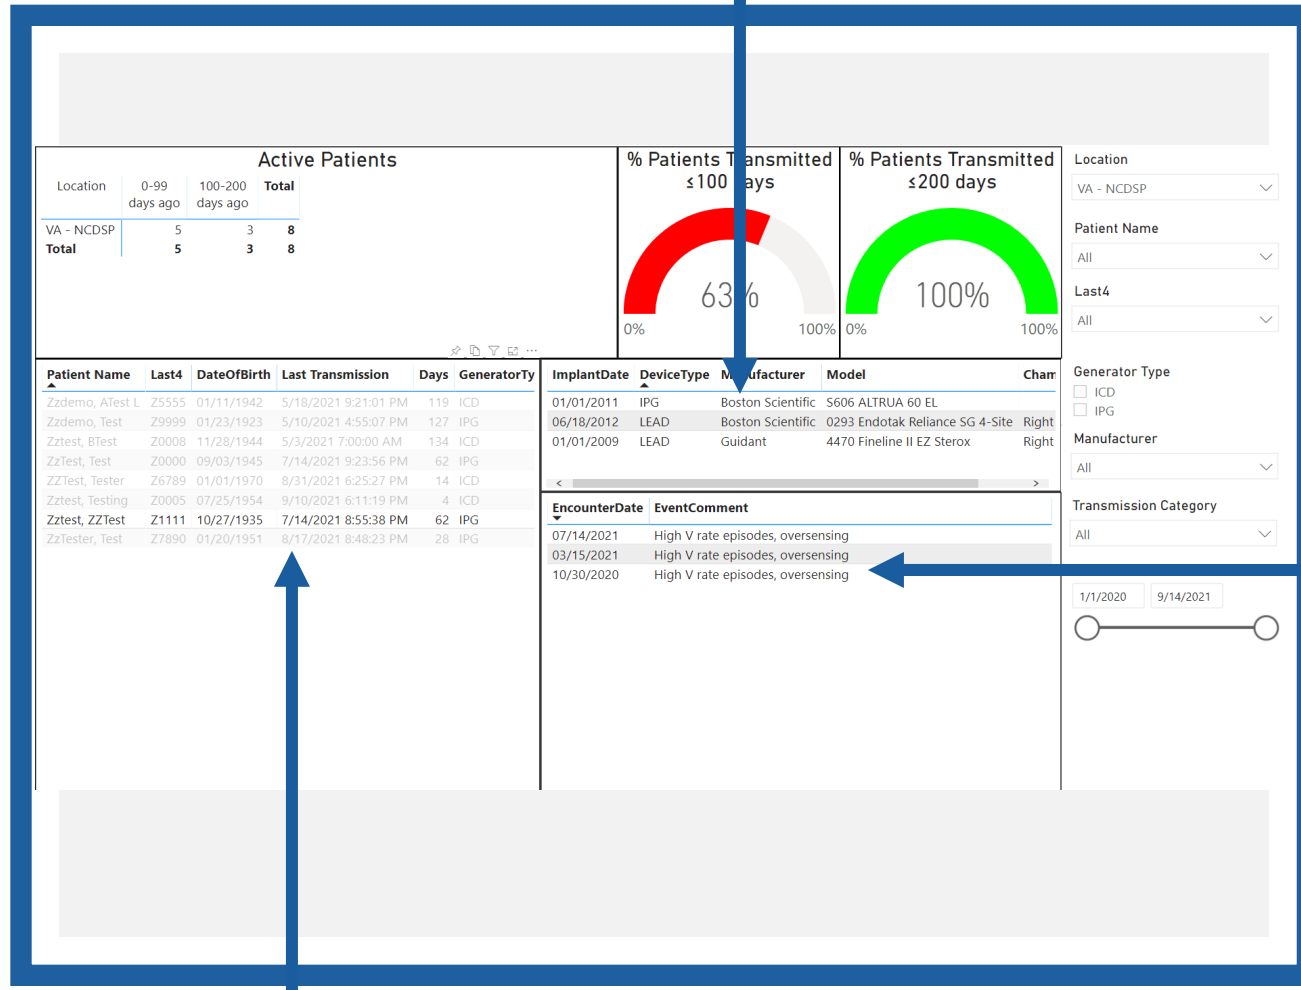 Active Patients
Location 0-99 days ago 100-200 days ago Total
VA - NCDSP 5 3 8
Total 5 3 8
% Patients Transmitted
≤100 days
63%
0% 100%
% Patients Transmitted
≤200 days
100%
0% 100%
Location
VA - NCDSP
Patient Name
All
Last4
All
Generator Type
ICD
IPG
Manufacturer
All
Transmission Category
All
1/1/2020 9/14/2021
Patient Name Last4 DateOfBirth Last Transmission Days GeneratorTy
Zzdemo, ATest L Z5555 01/11/1942 5/18/2021 9:21:01 PM 119 ICD
Zzdemo, Test Z9999 01/23/1923 5/10/2021 4:55:07 PM 127 IPG
Zztest, BTest Z0008 11/28/1944 5/3/2021 7:00:00 AM 134 ICD
ZzTest, Test Z0000 09/03/1945 7/14/2021 9:23:56 PM 62 IPG
ZZTest, Tester Z6789 01/01/1970 8/31/2021 6:25:27 PM 14 ICD
Zztest, Testing Z0005 07/25/1954 9/10/2021 6:11:19 PM 4 ICD
Zztest, ZZTest Z1111 10/27/1935 7/14/2021 8:55:38 PM 62 IPG
ZzTester, Test Z7890 01/20/1951 8/17/2021 8:48:23 PM 28 IPG
ImplantDate DeviceType Manufacturer Model Cham
01/01/2011 IPG Boston Scientific S606 ALTRUA 60 EL
06/18/2012 LEAD Boston Scientific 0293 Endotak Reliance SG 4-Site Right
01/01/2009 LEAD Guidant 4470 Fineline II EZ Sterox Right
EncounterDate EventComment
07/14/2021 High V rate episodes, oversensing
03/15/2021 High V rate episodes, oversensing
10/30/2020 High V rate episodes, oversensing